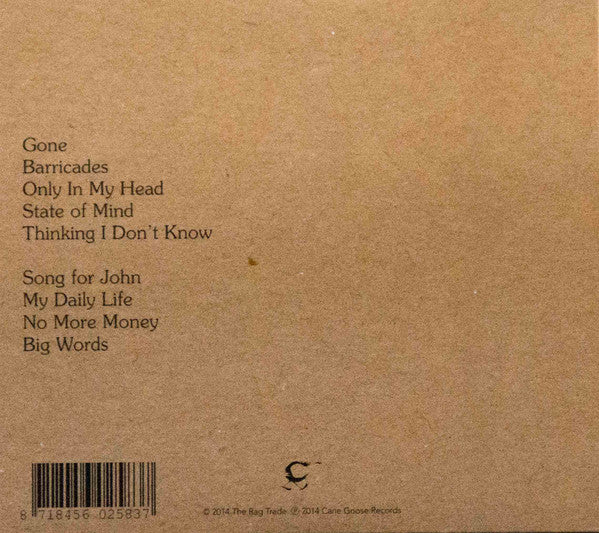 Gone
Barricades
Only In My Head
State of Mind
Thinking I Don't Know
Song for John
My Daily Life
No More Money
Big Words
C
8 718456 025837
© 2014 The Bag Trade ℗ 2014 Cane Goose Records